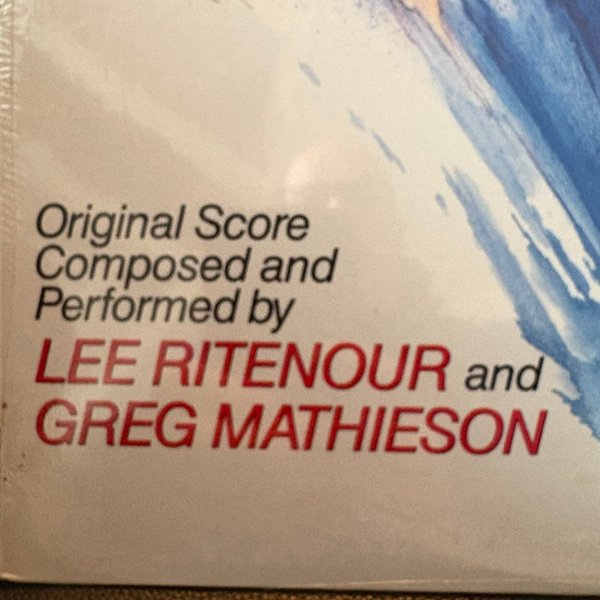 Original Score
Composed and
Performed by
LEE RITENOUR and
GREG MATHIESON